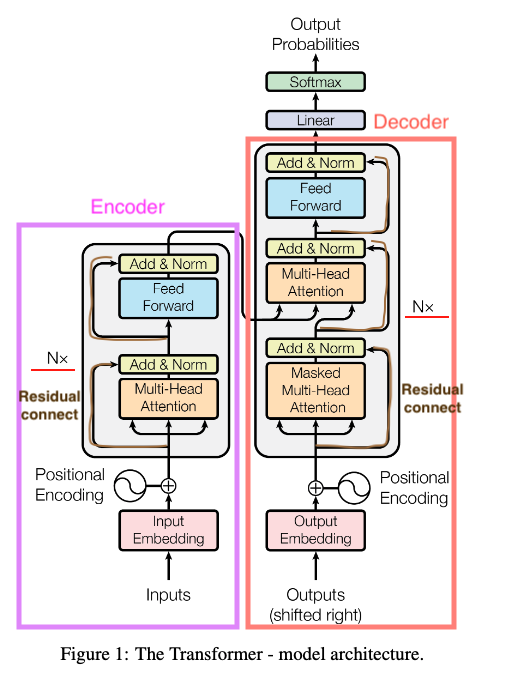 Output
Probabilities
Softmax
Linear
Decoder
Add & Norm
Feed
Forward
Add & Norm
Multi-Head
Attention
N×
Add & Norm
Masked
Multi-Head
Attention
Residual
connect
Positional
Encoding
Output
Embedding
Outputs
(shifted right)
Encoder
Add & Norm
Feed
Forward
N×
Add & Norm
Multi-Head
Attention
Residual
connect
Positional
Encoding
Input
Embedding
Inputs
Figure 1: The Transformer - model architecture.